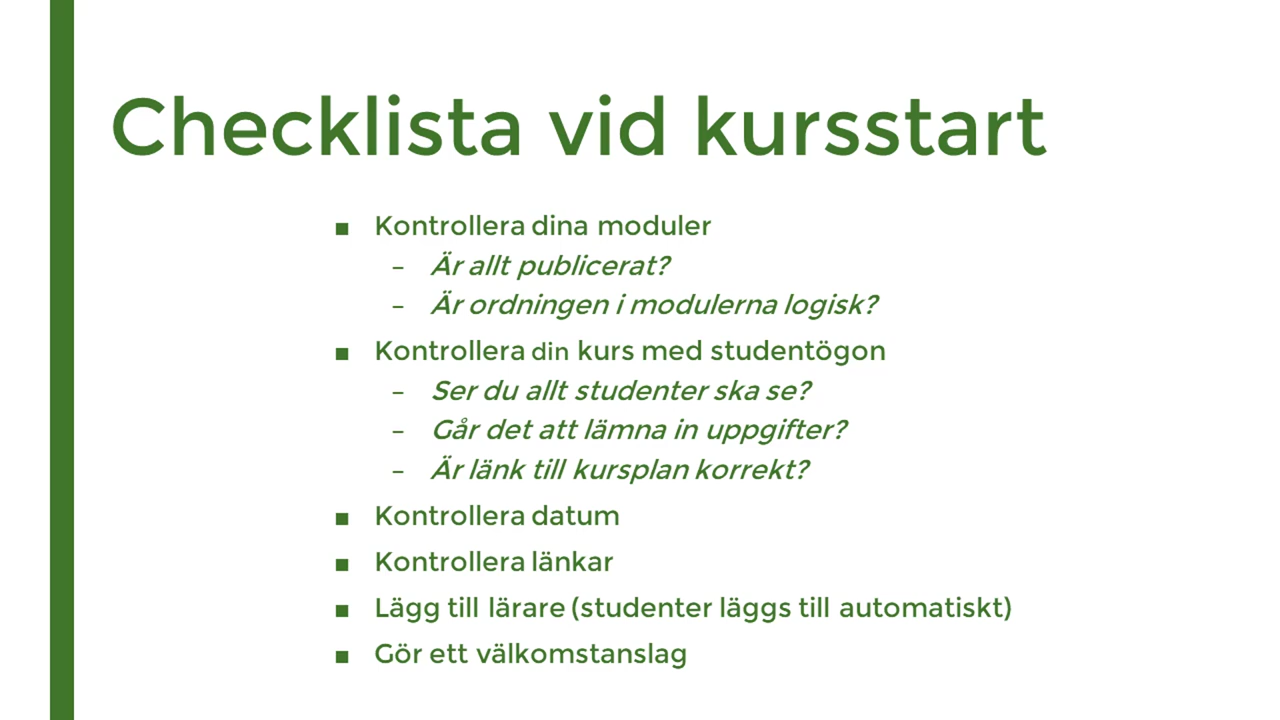 Checklista vid kursstart
■ Kontrollera dina moduler
– Är allt publicerat?
– Är ordningen i modulerna logisk?
■ Kontrollera din kurs med studentögon
– Ser du allt studenter ska se?
– Går det att lämna in uppgifter?
– Är länk till kursplan korrekt?
■ Kontrollera datum
■ Kontrollera länkar
■ Lägg till lärare (studenter läggs till automatiskt)
■ Gör ett välkomstanslag